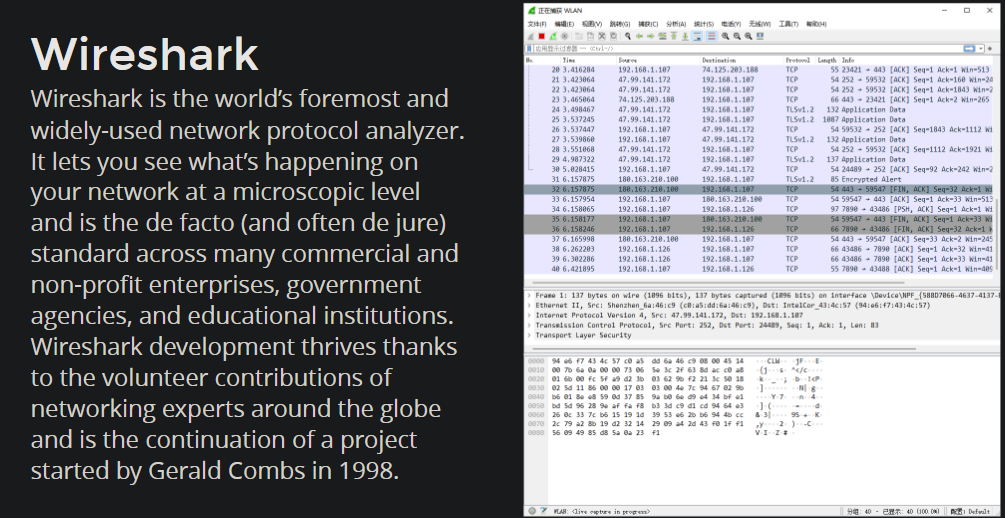 Wireshark
Wireshark is the world's foremost and
widely-used network protocol analyzer.
It lets you see what's happening on
your network at a microscopic level
and is the de facto (and often de jure)
standard across many commercial and
non-profit enterprises, government
agencies, and educational institutions.
Wireshark development thrives thanks
to the volunteer contributions of
networking experts around the globe
and is the continuation of a project
started by Gerald Combs in 1998.
正在捕获 WLAN
文件(F) 编辑(E) 视图(V) 跳转(G) 捕获(C) 分析(A) 统计(S) 电话(Y) 无线(W) 工具(T) 帮助(H)
应用显示过滤器 … <Ctrl-/>
No. Time Source Destination Protocol Length Info
20 3.416284 192.168.1.107 74.125.203.188 TCP 55 23421 → 443 [ACK] Seq=1 Ack=1 Win=513
21 3.423064 47.99.141.172 192.168.1.107 TCP 54 252 → 59532 [ACK] Seq=1 Ack=160 Win=24
22 3.423064 47.99.141.172 192.168.1.107 TCP 54 252 → 59532 [ACK] Seq=1 Ack=1843 Win=2
23 3.465064 74.125.203.188 192.168.1.107 TCP 66 443 → 23421 [ACK] Seq=1 Ack=2 Win=265
24 3.498467 47.99.141.172 192.168.1.107 TLSv1.2 132 Application Data
25 3.537245 47.99.141.172 192.168.1.107 TLSv1.2 1087 Application Data
26 3.537447 192.168.1.107 47.99.141.172 TCP 54 59532 → 252 [ACK] Seq=1843 Ack=1112 Wi
27 3.539860 192.168.1.107 47.99.141.172 TLSv1.2 132 Application Data
28 3.551068 47.99.141.172 192.168.1.107 TCP 54 252 → 59532 [ACK] Seq=1112 Ack=1921 Wi
29 4.987322 47.99.141.172 192.168.1.107 TLSv1.2 137 Application Data
30 5.028415 192.168.1.107 47.99.141.172 TCP 54 24489 → 252 [ACK] Seq=92 Ack=242 Win=2
31 6.157875 180.163.210.100 192.168.1.107 TLSv1.2 85 Encrypted Alert
32 6.157875 180.163.210.100 192.168.1.107 TCP 54 443 → 59547 [FIN, ACK] Seq=32 Ack=1 Wi
33 6.157954 192.168.1.107 180.163.210.100 TCP 54 59547 → 443 [ACK] Seq=1 Ack=33 Win=513
34 6.158065 192.168.1.107 192.168.1.126 TCP 97 7890 → 43486 [PSH, ACK] Seq=1 Ack=1 Wi
35 6.158177 192.168.1.107 180.163.210.100 TCP 54 59547 → 443 [FIN, ACK] Seq=1 Ack=33 Wi
36 6.158246 192.168.1.107 192.168.1.126 TCP 66 7890 → 43486 [FIN, ACK] Seq=32 Ack=1 W
37 6.165998 180.163.210.100 192.168.1.107 TCP 54 443 → 59547 [ACK] Seq=33 Ack=2 Win=245
38 6.262203 192.168.1.126 192.168.1.107 TCP 66 43486 → 7890 [ACK] Seq=1 Ack=32 Win=41
39 6.302286 192.168.1.126 192.168.1.107 TCP 66 43486 → 7890 [ACK] Seq=1 Ack=33 Win=41
40 6.421895 192.168.1.107 192.168.1.126 TCP 55 7890 → 43486 [ACK] Seq=1 Ack=1 Win=409
Frame 1: 137 bytes on wire (1096 bits), 137 bytes captured (1096 bits) on interface \Device\NPF_{588D7066-4637-4137-
Ethernet II, Src: Shenzhen_6a:46:c9 (c0:a5:dd:6a:46:c9), Dst: IntelCor_43:4c:57 (94:e6:f7:43:4c:57)
Internet Protocol Version 4, Src: 47.99.141.172, Dst: 192.168.1.107
Transmission Control Protocol, Src Port: 252, Dst Port: 24489, Seq: 1, Ack: 1, Len: 83
Transport Layer Security
0000 94 e6 f7 43 4c 57 c0 a5 dd 6a 46 c9 08 00 45 14
0010 00 7b 6a 0a 00 00 73 06 5e 3c 2f 63 8d ac c0 a8
0020 01 6b 00 fc 5f a9 d2 3b 03 62 9b f2 21 3c 50 18
0030 02 5d 11 86 00 00 17 03 03 00 4e 7c 94 67 02 9b
0040 b6 01 8e e8 59 0d 37 85 9a b0 6e d9 e4 34 bf e1
0050 bd 5d 96 28 9e af fa f8 b3 3d c9 d1 cd 94 64 e3
0060 26 0c 33 7c b6 15 19 1d 39 53 e6 2b b6 94 4b cc
0070 2c 79 a2 8b 19 d2 32 14 29 09 a4 2d 43 f0 1f f1
0080 56 09 49 85 d8 5a 0a 23 f1
WLAN: <live capture in progress>
分组: 40 · 已显示: 40 (100.0%) 配置: Default